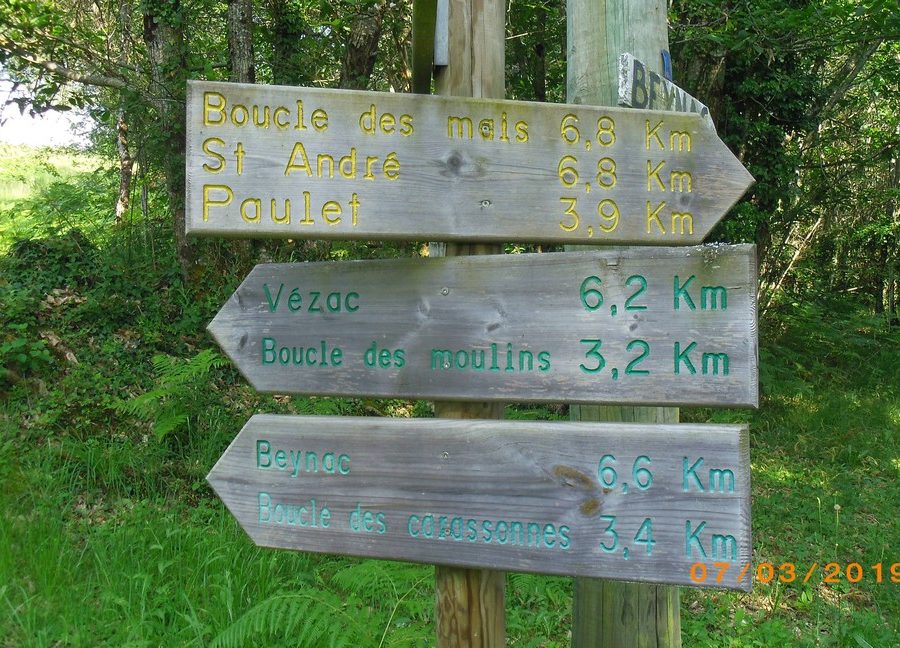 BEYNA
Boucle des mais 6,8 Km
St André 6,8 Km
Paulet 3,9 Km
Vézac 6,2 Km
Boucle des moulins 3,2 Km
Beynac 6,6 Km
Boucle des carassonnes 3,4 Km
07/03/2019